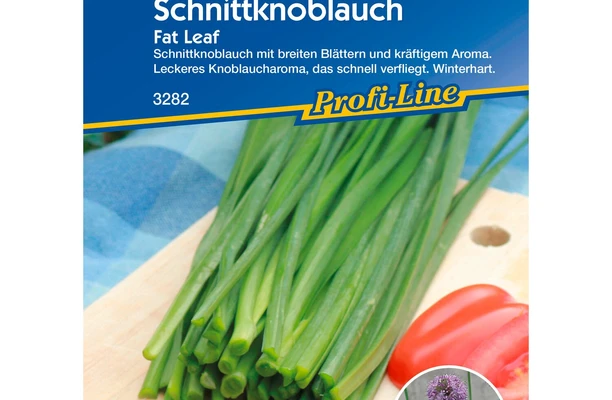 Schnittknoblauch
Fat Leaf
Schnittknoblauch mit breiten Blättern und kräftigem Aroma.
Leckeres Knoblaucharoma, das schnell verfliegt. Winterhart.
3282
Profi-Line